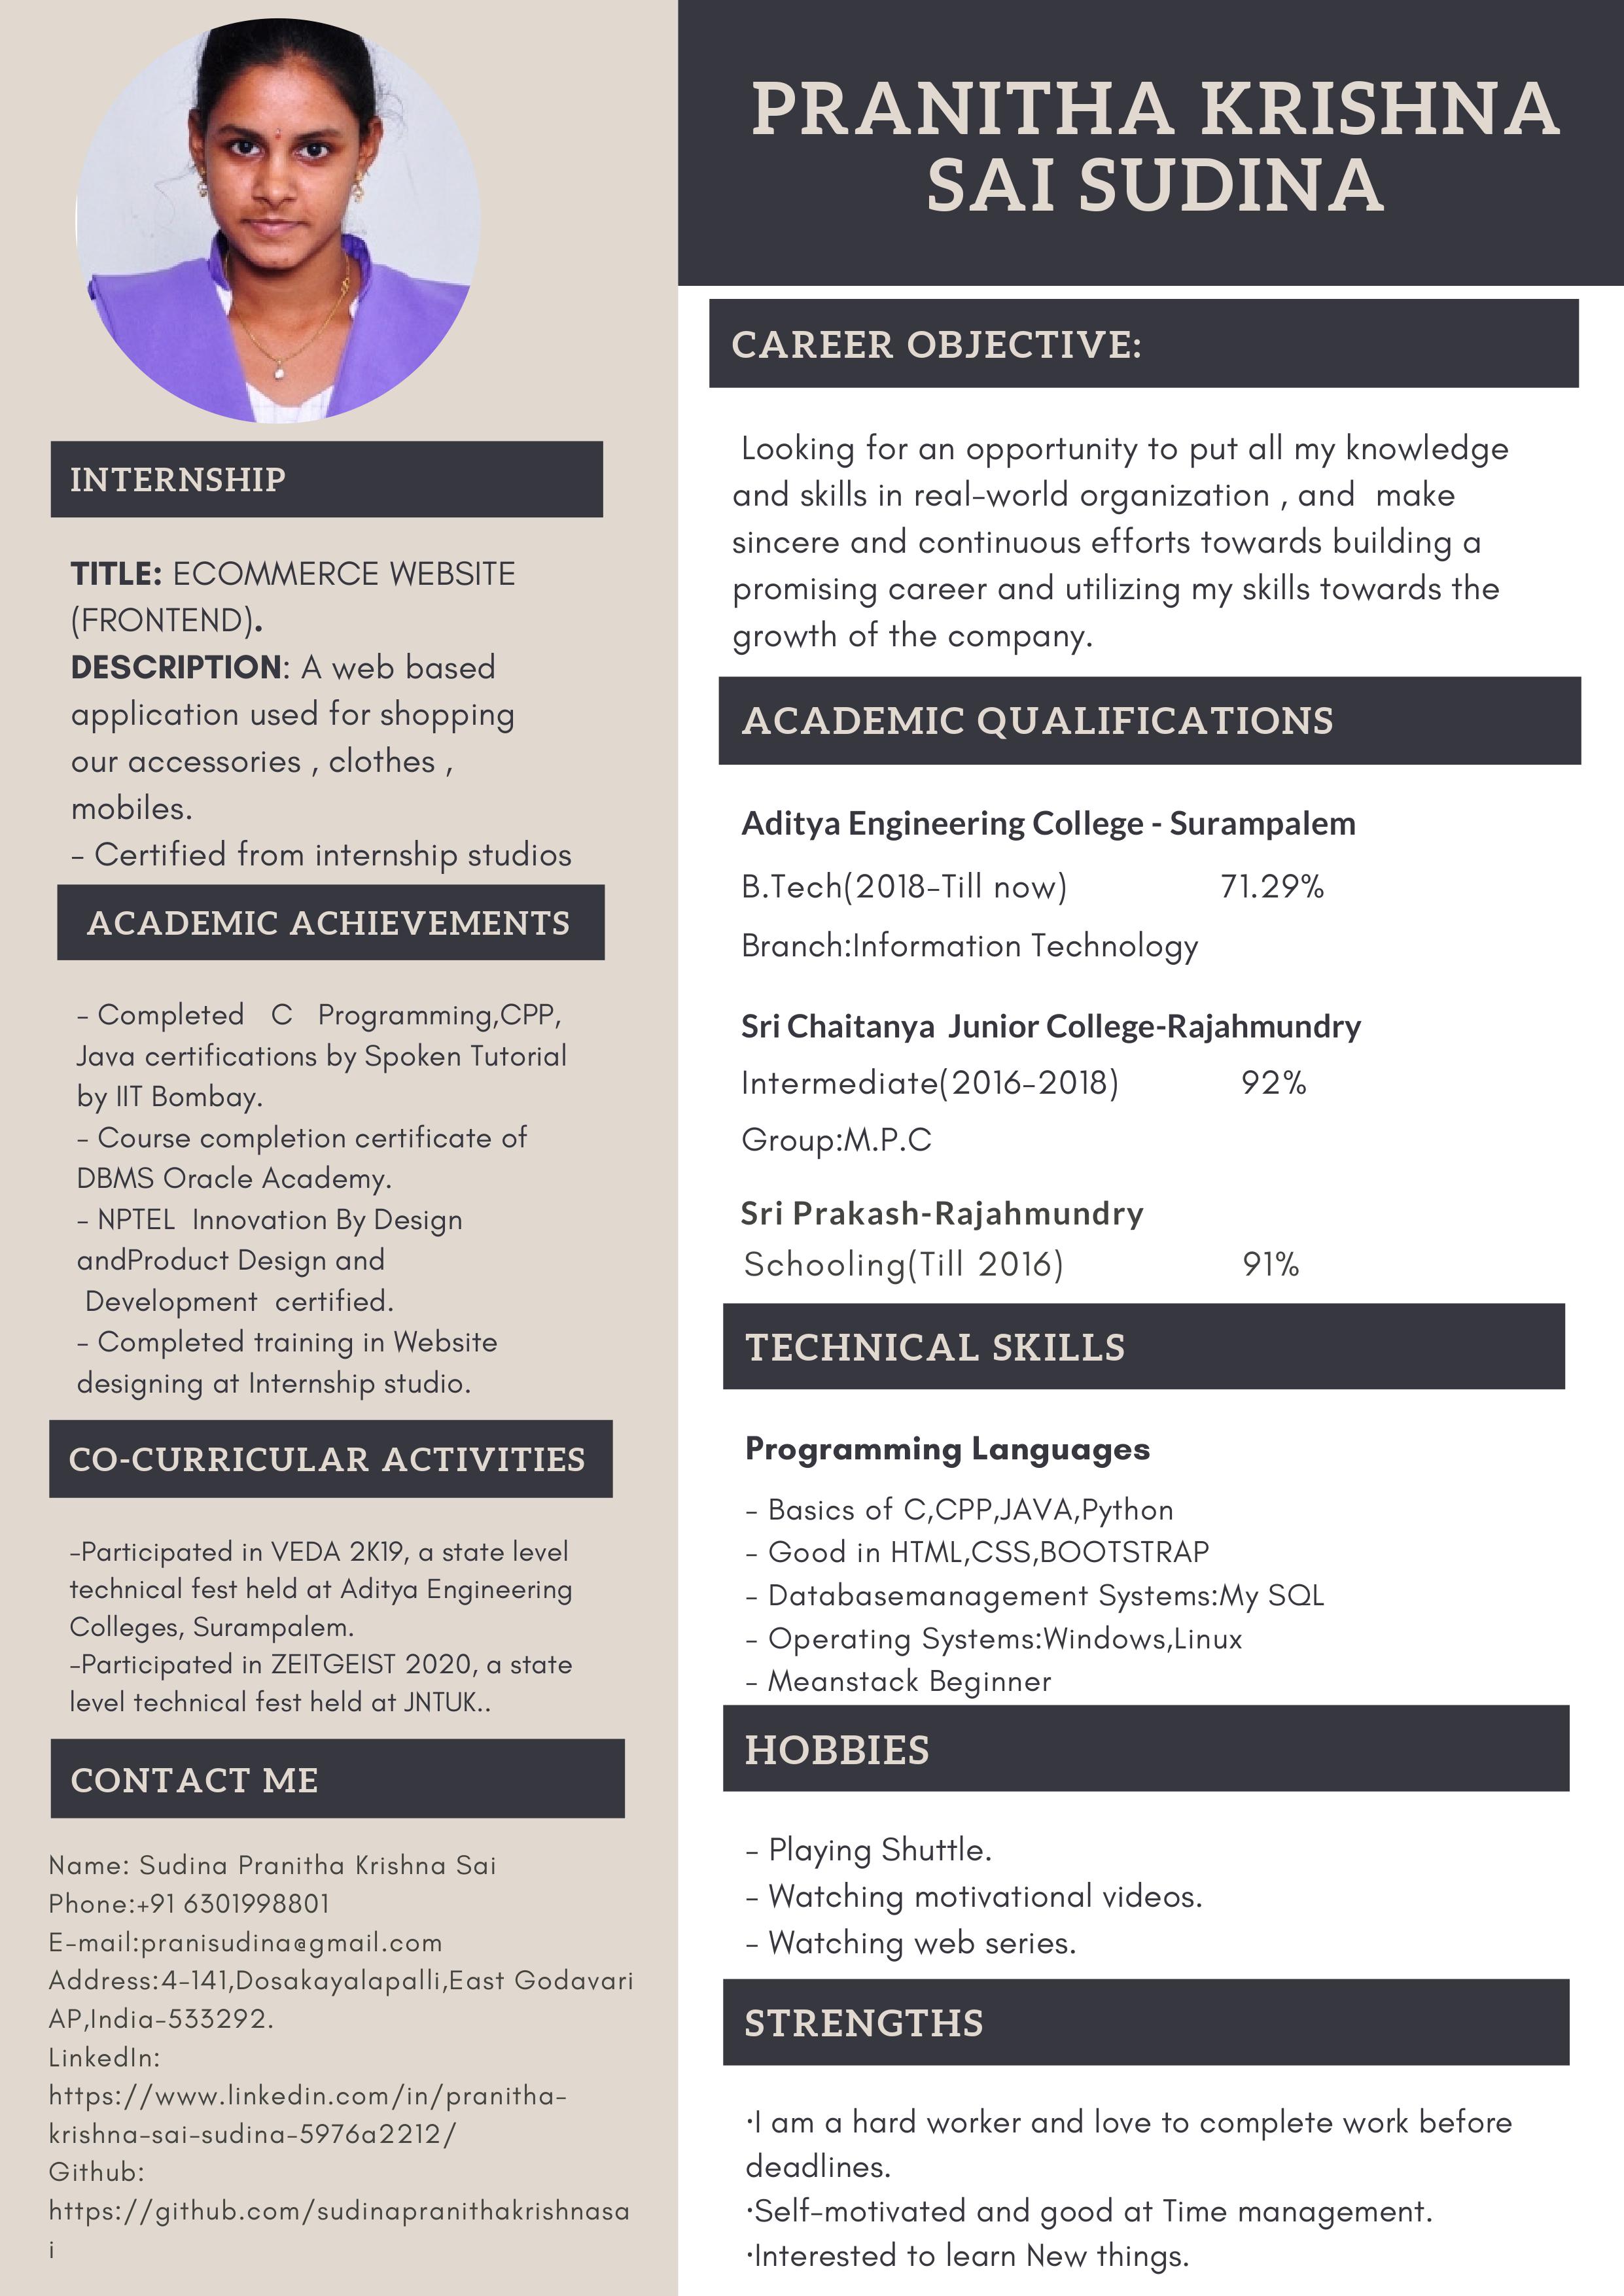 PRANITHA KRISHNA
SAI SUDINA
INTERNSHIP
TITLE: ECOMMERCE WEBSITE
(FRONTEND).
DESCRIPTION: A web based
application used for shopping
our accessories , clothes ,
mobiles.
- Certified from internship studios
ACADEMIC ACHIEVEMENTS
- Completed C Programming,CPP,
Java certifications by Spoken Tutorial
by IIT Bombay.
- Course completion certificate of
DBMS Oracle Academy.
- NPTEL Innovation By Design
andProduct Design and
Development certified.
- Completed training in Website
designing at Internship studio.
CO-CURRICULAR ACTIVITIES
-Participated in VEDA 2K19, a state level
technical fest held at Aditya Engineering
Colleges, Surampalem.
-Participated in ZEITGEIST 2020, a state
level technical fest held at JNTUK..
CONTACT ME
Name: Sudina Pranitha Krishna Sai
Phone:+91 6301998801
E-mail:pranisudina@gmail.com
Address:4-141,Dosakayalapalli,East Godavari
AP,India-533292.
LinkedIn:
https://www.linkedin.com/in/pranitha-
krishna-sai-sudina-5976a2212/
Github:
https://github.com/sudinapranithakrishnasa
i
CAREER OBJECTIVE:
Looking for an opportunity to put all my knowledge
and skills in real-world organization , and make
sincere and continuous efforts towards building a
promising career and utilizing my skills towards the
growth of the company.
ACADEMIC QUALIFICATIONS
Aditya Engineering College - Surampalem
B.Tech(2018-Till now) 71.29%
Branch:Information Technology
Sri Chaitanya Junior College-Rajahmundry
Intermediate(2016-2018) 92%
Group:M.P.C
Sri Prakash-Rajahmundry
Schooling(Till 2016) 91%
TECHNICAL SKILLS
Programming Languages
- Basics of C,CPP,JAVA,Python
- Good in HTML,CSS,BOOTSTRAP
- Databasemanagement Systems:My SQL
- Operating Systems:Windows,Linux
- Meanstack Beginner
HOBBIES
- Playing Shuttle.
- Watching motivational videos.
- Watching web series.
STRENGTHS
·I am a hard worker and love to complete work before
deadlines.
·Self-motivated and good at Time management.
·Interested to learn New things.